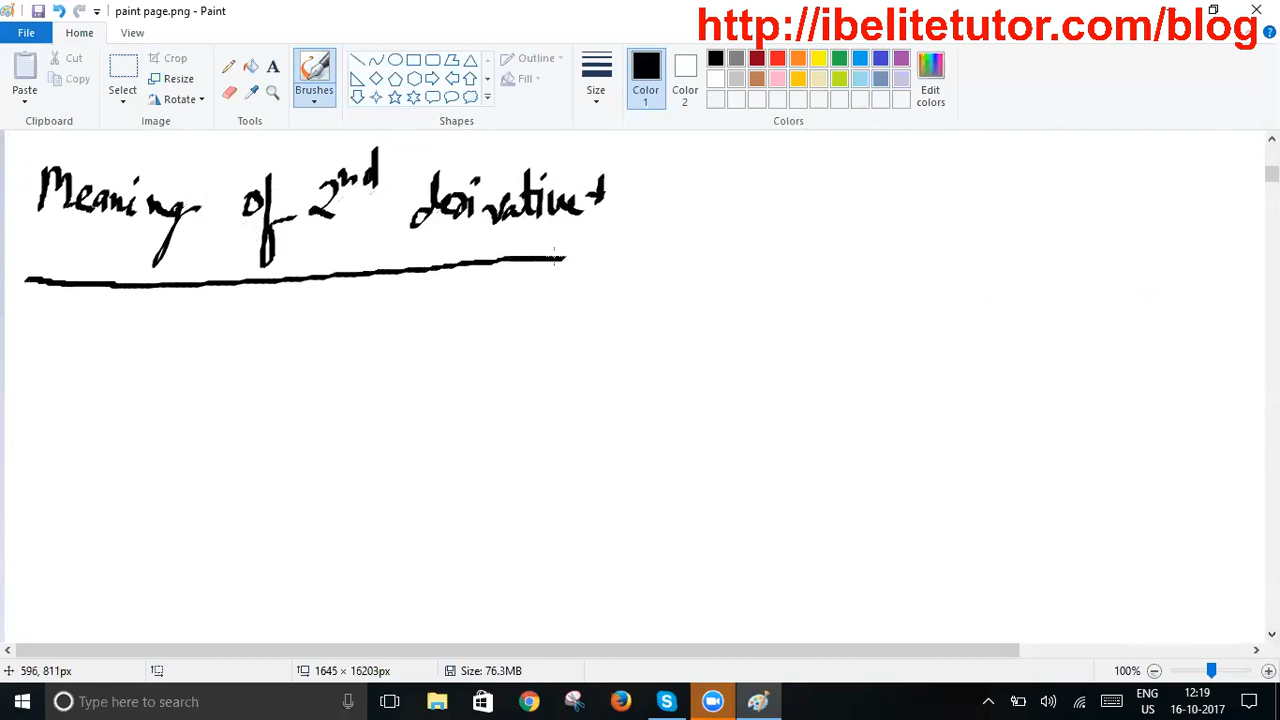 paint page.png - Paint
http://ibelitetutor.com/blog
File Home View
Cut Crop Outline
Copy Resize Fill
Paste Select Rotate Brushes Size Color 1 Color 2 Edit colors
Clipboard Image Tools Shapes Colors
Meaning of 2nd derivative
596, 811px 1645 × 16203px Size: 76.3MB 100%
Type here to search ENG US 12:19 16-10-2017